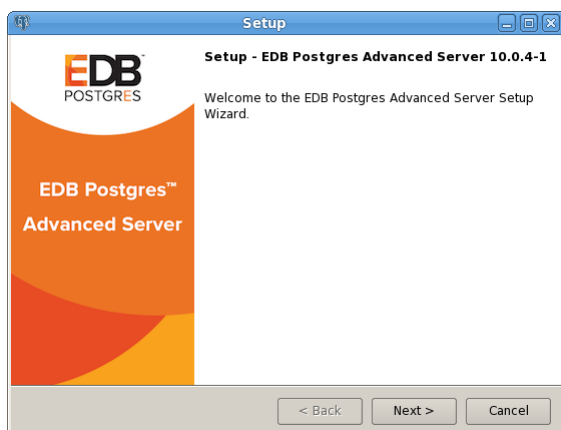 Setup
EDB
POSTGRES
EDB Postgres™
Advanced Server
Setup - EDB Postgres Advanced Server 10.0.4-1
Welcome to the EDB Postgres Advanced Server Setup
Wizard.
< Back
Next >
Cancel